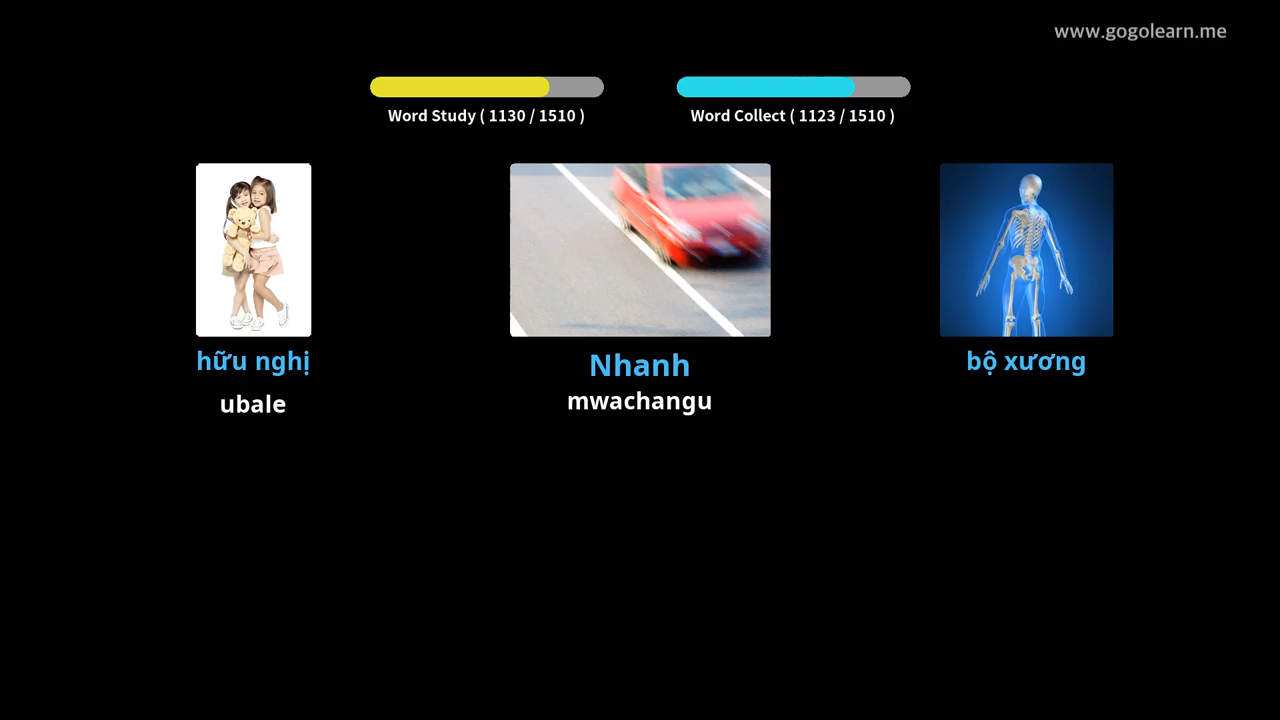 www.gogolearn.me
Word Study ( 1130 / 1510 )
Word Collect ( 1123 / 1510 )
hữu nghị
ubale
Nhanh
mwachangu
bộ xương